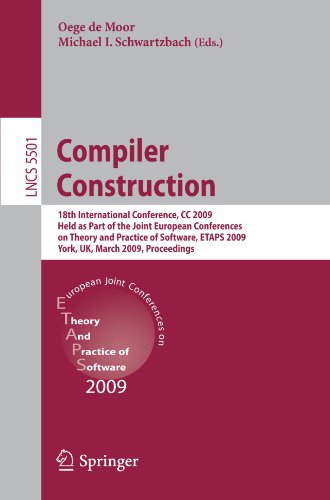 Oege de Moor
Michael I. Schwartzbach (Eds.)
LNCS 5501
Compiler
Construction
18th International Conference, CC 2009
Held as Part of the Joint European Conferences
on Theory and Practice of Software, ETAPS 2009
York, UK, March 2009, Proceedings
European Joint Conferences on
Theory
And
Practice of
Software
ETAPS
2009
Springer